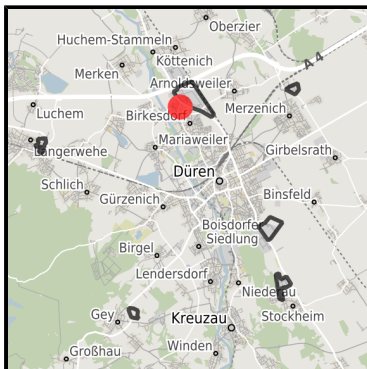 Oberzier
Huchem-Stammeln
Köttenich
A 4
Merken
Arnoldsweiler
Luchem
Birkesdorf
Merzenich
Mariaweiler
Langerwehe
Girbelsrath
Schlich
Düren
Gürzenich
Binsfeld
Boisdorfer
Siedlung
Birgel
Lendersdorf
Niederau
Gey
Kreuzau
Stockheim
Großhau
Winden